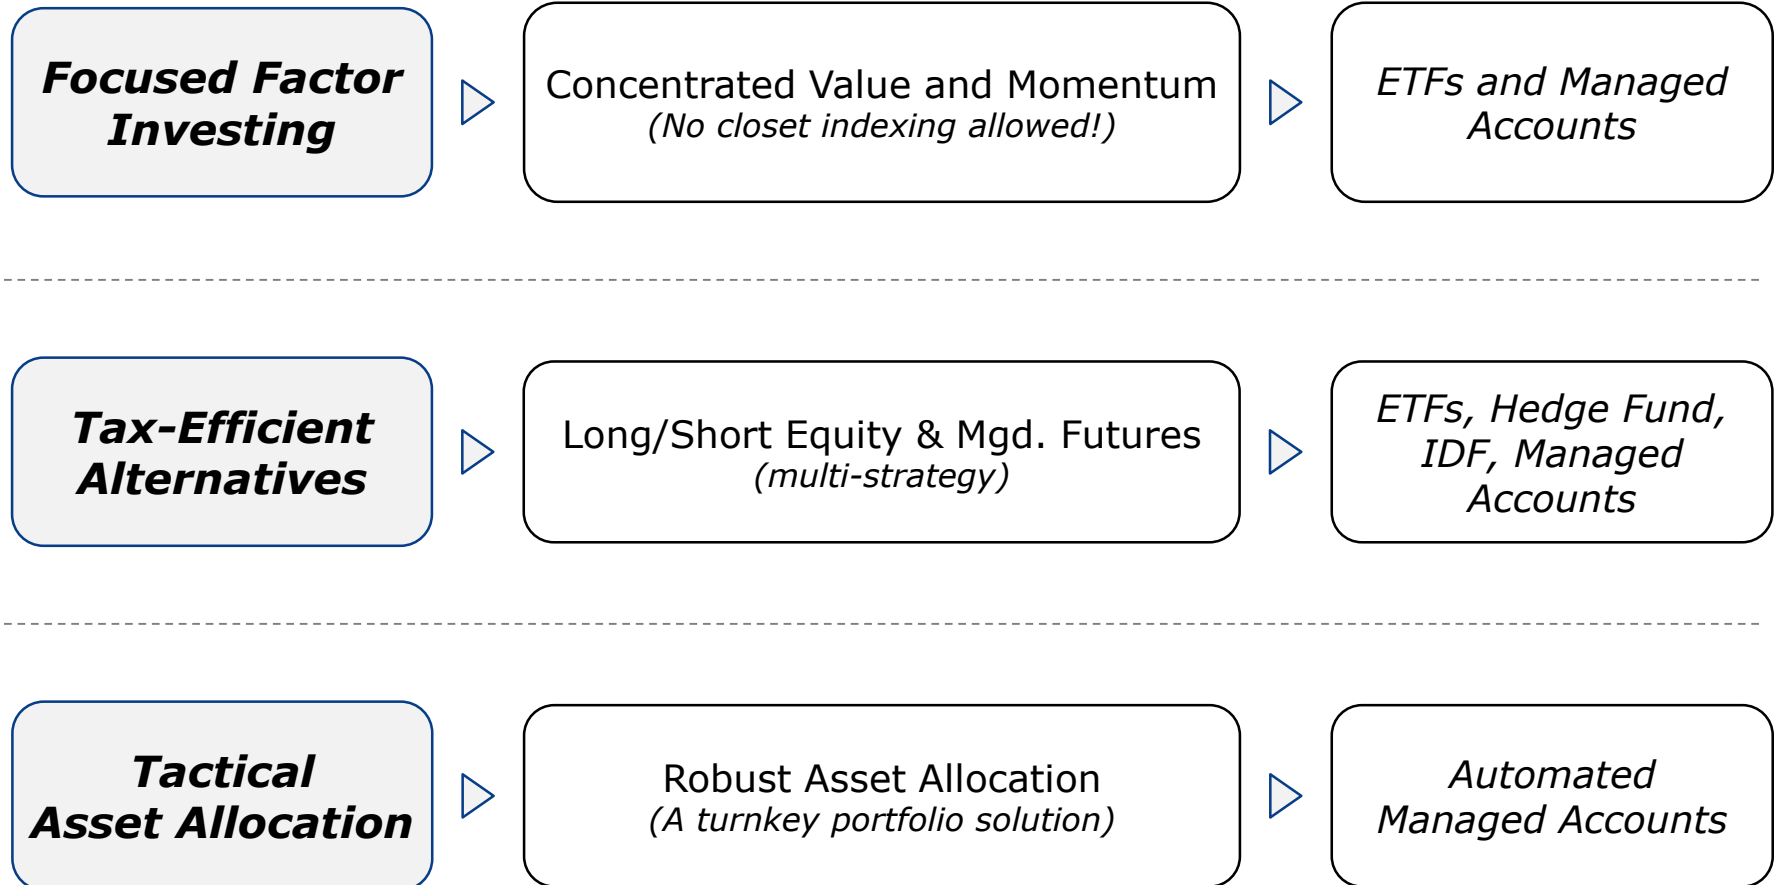 Focused Factor
Investing
Concentrated Value and Momentum
(No closet indexing allowed!)
ETFs and Managed
Accounts
Tax-Efficient
Alternatives
Long/Short Equity & Mgd. Futures
(multi-strategy)
ETFs, Hedge Fund,
IDF, Managed
Accounts
Tactical
Asset Allocation
Robust Asset Allocation
(A turnkey portfolio solution)
Automated
Managed Accounts